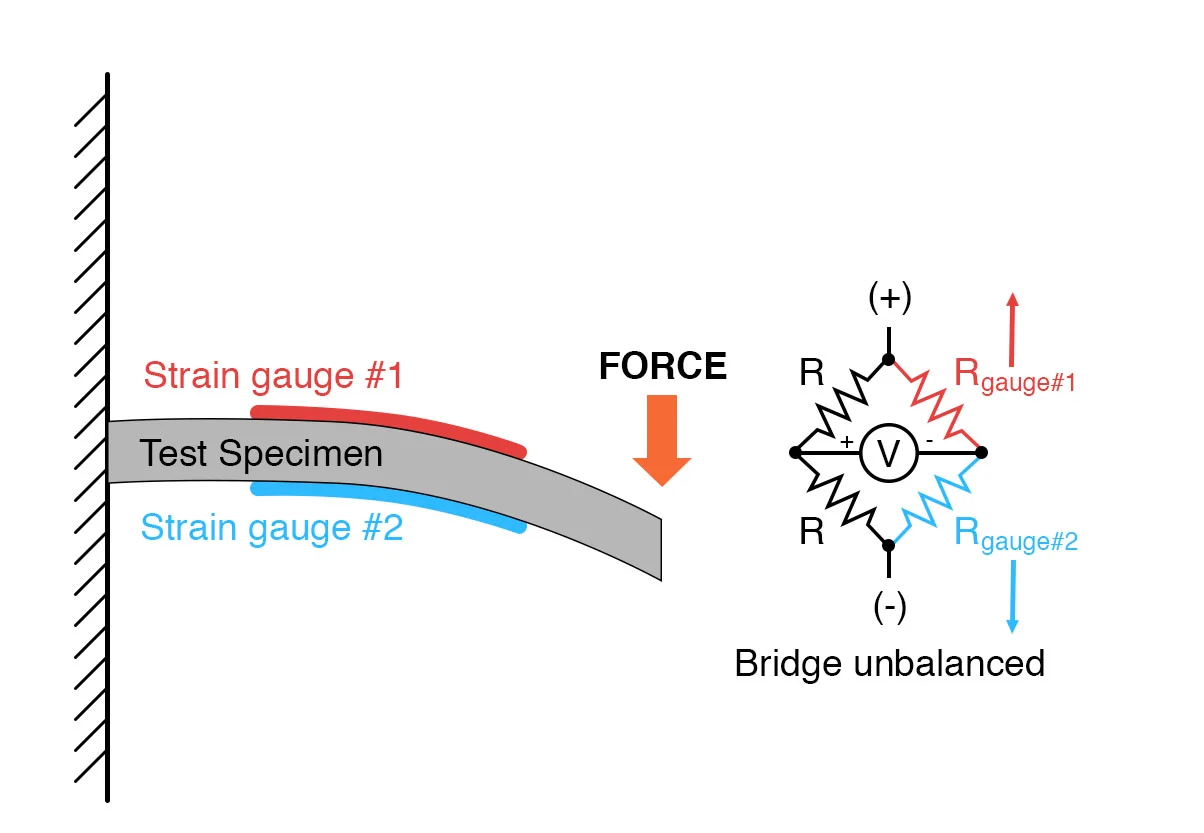 Strain gauge #1
Test Specimen
Strain gauge #2
FORCE
(+)
R
Rgauge#1
+
V
-
R
Rgauge#2
(-)
Bridge unbalanced